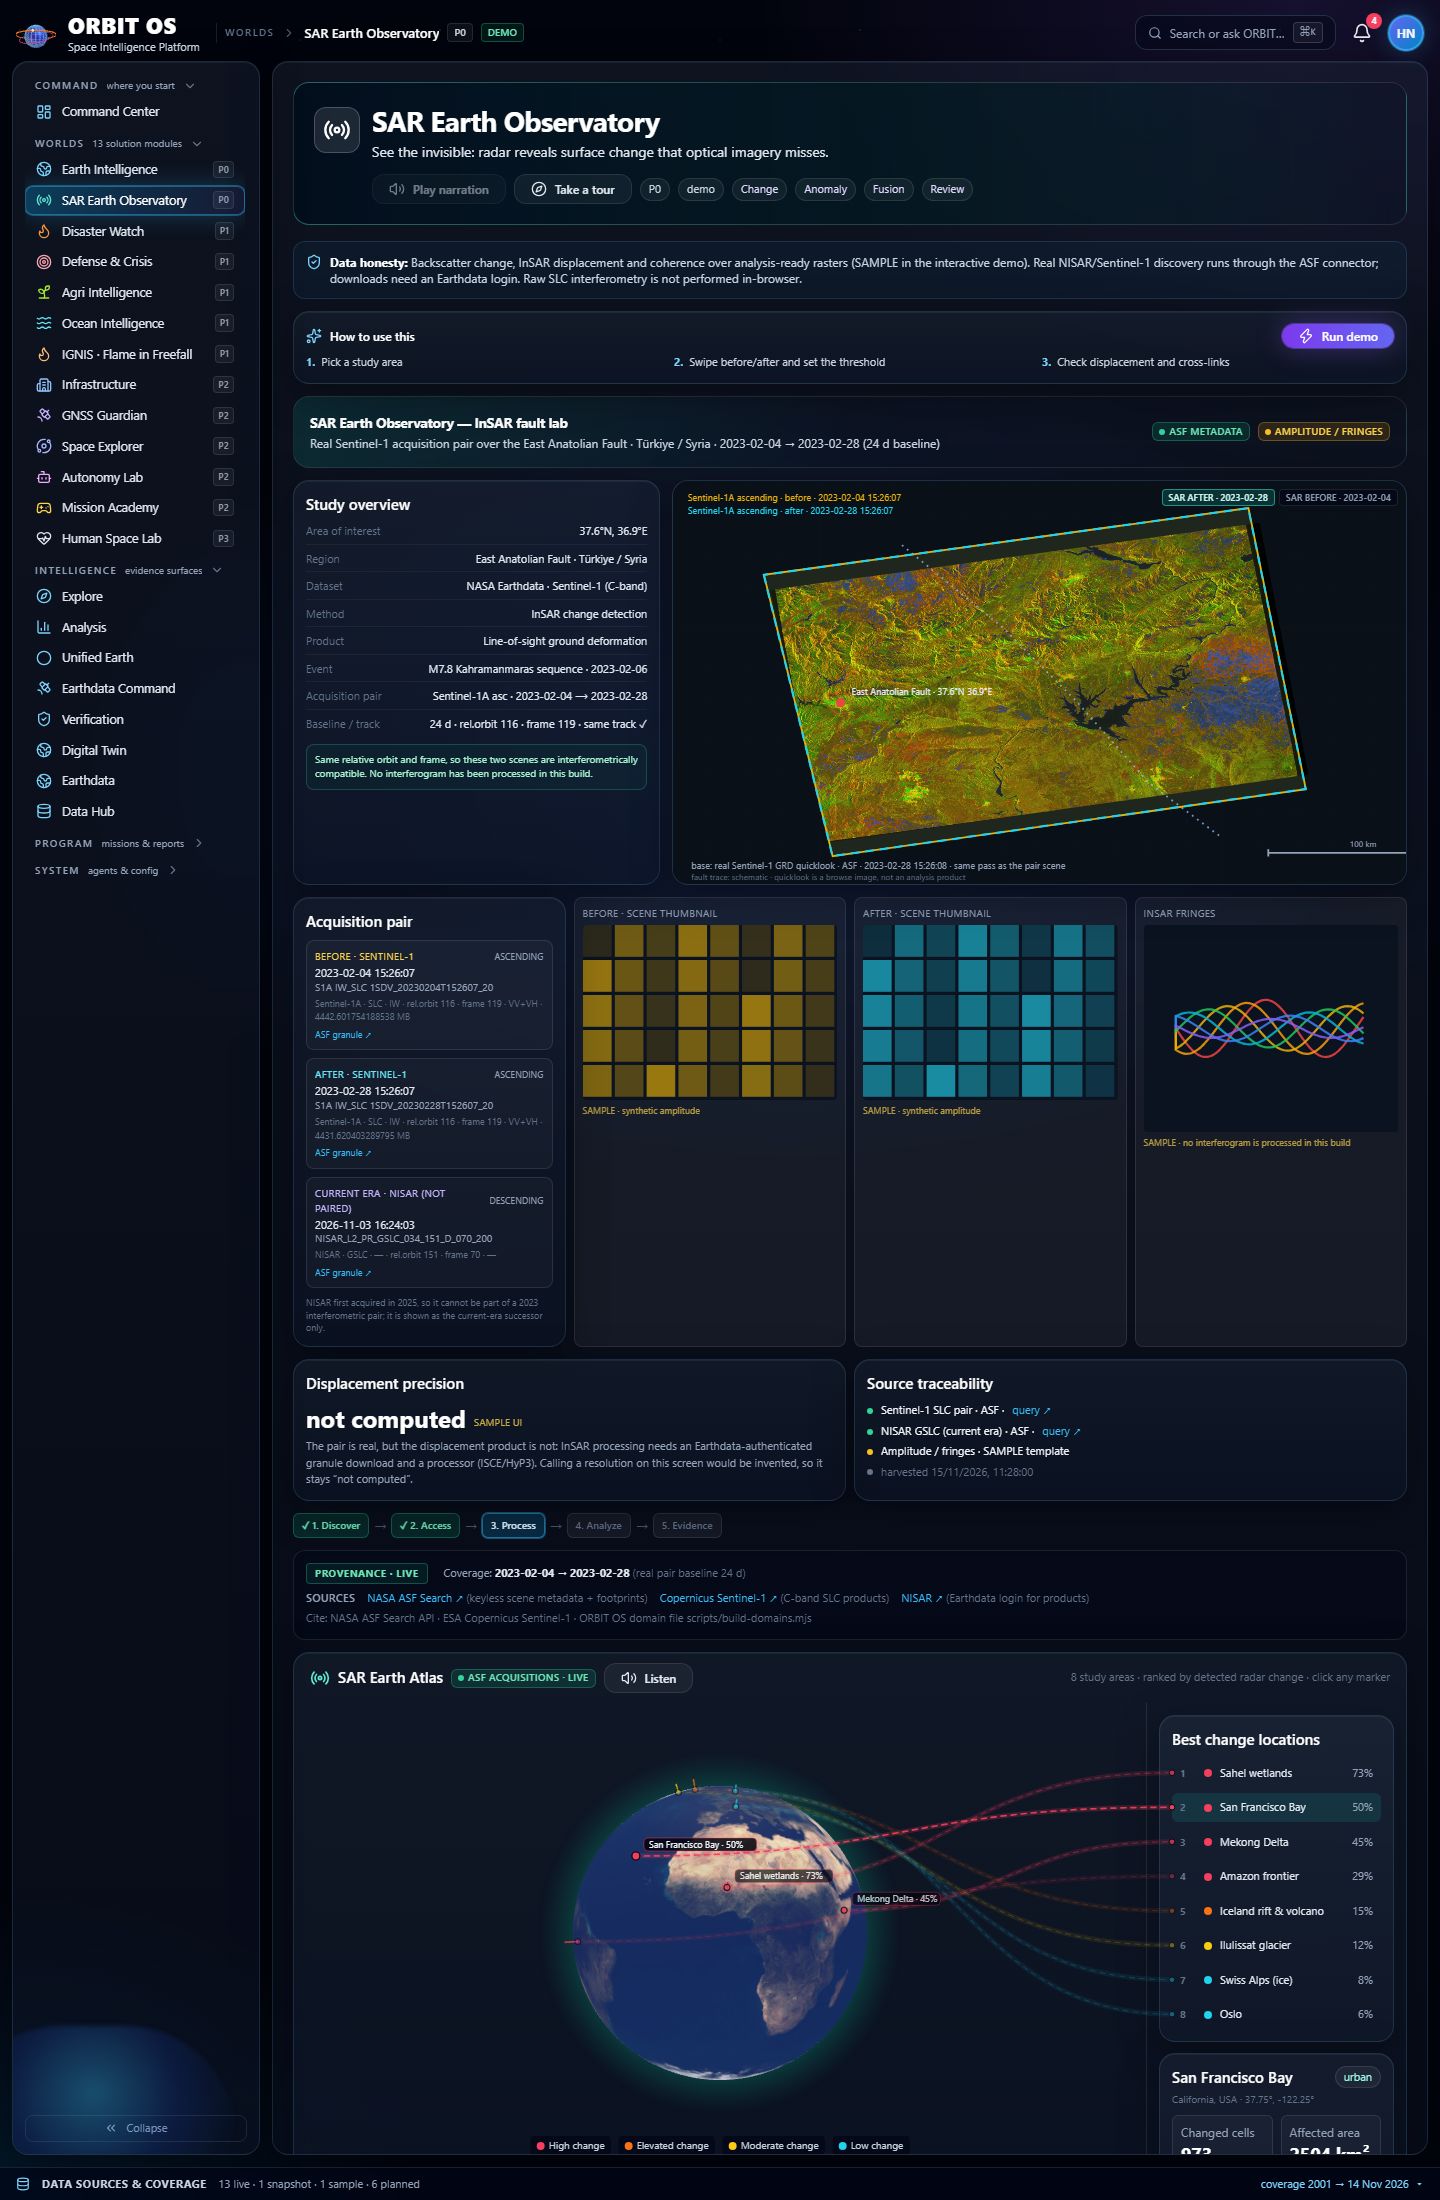 ORBIT OS
Space Intelligence Platform
WORLDS > SAR Earth Observatory P0 DEMO
Search or ask ORBIT... ⌘K
4
HN
COMMAND where you start
Command Center
WORLDS 13 solution modules
Earth Intelligence P0
SAR Earth Observatory P0
Disaster Watch P1
Defense & Crisis P1
Agri Intelligence P1
Ocean Intelligence P1
IGNIS · Flame in Freefall P1
Infrastructure P2
GNSS Guardian P2
Space Explorer P2
Autonomy Lab P2
Mission Academy P2
Human Space Lab P3
INTELLIGENCE evidence surfaces
Explore
Analysis
Unified Earth
Earthdata Command
Verification
Digital Twin
Earthdata
Data Hub
PROGRAM missions & reports
SYSTEM agents & config
Collapse
SAR Earth Observatory
See the invisible: radar reveals surface change that optical imagery misses.
Play narration Take a tour P0 demo Change Anomaly Fusion Review
Data honesty: Backscatter change, InSAR displacement and coherence over analysis-ready rasters (SAMPLE in the interactive demo). Real NISAR/Sentinel-1 discovery runs through the ASF connector;
downloads need an Earthdata login. Raw SLC interferometry is not performed in-browser.
How to use this
Run demo
1. Pick a study area
2. Swipe before/after and set the threshold
3. Check displacement and cross-links
SAR Earth Observatory — InSAR fault lab
Real Sentinel-1 acquisition pair over the East Anatolian Fault · Türkiye / Syria · 2023-02-04 → 2023-02-28 (24 d baseline)
ASF METADATA
AMPLITUDE / FRINGES
Study overview
Area of interest 37.6°N, 36.9°E
Region East Anatolian Fault · Türkiye / Syria
Dataset NASA Earthdata · Sentinel-1 (C-band)
Method InSAR change detection
Product Line-of-sight ground deformation
Event M7.8 Kahramanmaras sequence · 2023-02-06
Acquisition pair Sentinel-1A asc · 2023-02-04 ⟶ 2023-02-28
Baseline / track 24 d · rel.orbit 116 · frame 119 · same track ✓
Same relative orbit and frame, so these two scenes are interferometrically
compatible. No interferogram has been processed in this build.
Sentinel-1A ascending · before · 2023-02-04 15:26:07
Sentinel-1A ascending · after · 2023-02-28 15:26:07
SAR AFTER · 2023-02-28
SAR BEFORE · 2023-02-04
East Anatolian Fault · 37.6°N 36.9°E
100 km
base: real Sentinel-1 GRD quicklook · ASF · 2023-02-28 15:26:08 · same pass as the pair scene
fault trace: schematic · quicklook is a browse image, not an analysis product
Acquisition pair
BEFORE · SENTINEL-1 ASCENDING
2023-02-04 15:26:07
S1A IW_SLC 1SDV_20230204T152607_20
Sentinel-1A · SLC · IW · rel.orbit 116 · frame 119 · VV+VH ·
4442.601754188538 MB
ASF granule ↗
AFTER · SENTINEL-1 ASCENDING
2023-02-28 15:26:07
S1A IW_SLC 1SDV_20230228T152607_20
Sentinel-1A · SLC · IW · rel.orbit 116 · frame 119 · VV+VH ·
4431.620403289795 MB
ASF granule ↗
CURRENT ERA · NISAR (NOT
PAIRED) DESCENDING
2026-11-03 16:24:03
NISAR_L2_PR_GSLC_034_151_D_070_200
NISAR · GSLC · — · rel.orbit 151 · frame 70 · —
ASF granule ↗
NISAR first acquired in 2025, so it cannot be part of a 2023
interferometric pair; it is shown as the current-era successor
only.
BEFORE · SCENE THUMBNAIL
SAMPLE · synthetic amplitude
AFTER · SCENE THUMBNAIL
SAMPLE · synthetic amplitude
INSAR FRINGES
SAMPLE · no interferogram is processed in this build
Displacement precision
not computed SAMPLE UI
The pair is real, but the displacement product is not: InSAR processing needs an Earthdata-authenticated
granule download and a processor (ISCE/HyP3). Calling a resolution on this screen would be invented, so it
stays "not computed".
Source traceability
Sentinel-1 SLC pair · ASF · query ↗
NISAR GSLC (current era) · ASF · query ↗
Amplitude / fringes · SAMPLE template
harvested 15/11/2026, 11:28:00
✓ 1. Discover → ✓ 2. Access → 3. Process → 4. Analyze → 5. Evidence
PROVENANCE · LIVE Coverage: 2023-02-04 → 2023-02-28 (real pair baseline 24 d)
SOURCES NASA ASF Search ↗ (keyless scene metadata + footprints) Copernicus Sentinel-1 ↗ (C-band SLC products) NISAR ↗ (Earthdata login for products)
Cite: NASA ASF Search API · ESA Copernicus Sentinel-1 · ORBIT OS domain file scripts/build-domains.mjs
SAR Earth Atlas ASF ACQUISITIONS · LIVE Listen
8 study areas · ranked by detected radar change · click any marker
San Francisco Bay · 50%
Sahel wetlands · 73%
Mekong Delta · 45%
High change Elevated change Moderate change Low change
Best change locations
1 Sahel wetlands 73%
2 San Francisco Bay 50%
3 Mekong Delta 45%
4 Amazon frontier 29%
5 Iceland rift & volcano 15%
6 Ilulissat glacier 12%
7 Swiss Alps (ice) 8%
8 Oslo 6%
San Francisco Bay urban
California, USA · 37.75°, -122.25°
Changed cells
973
Affected area
2504 km²
DATA SOURCES & COVERAGE 13 live · 1 snapshot · 1 sample · 6 planned
coverage 2001 → 14 Nov 2026